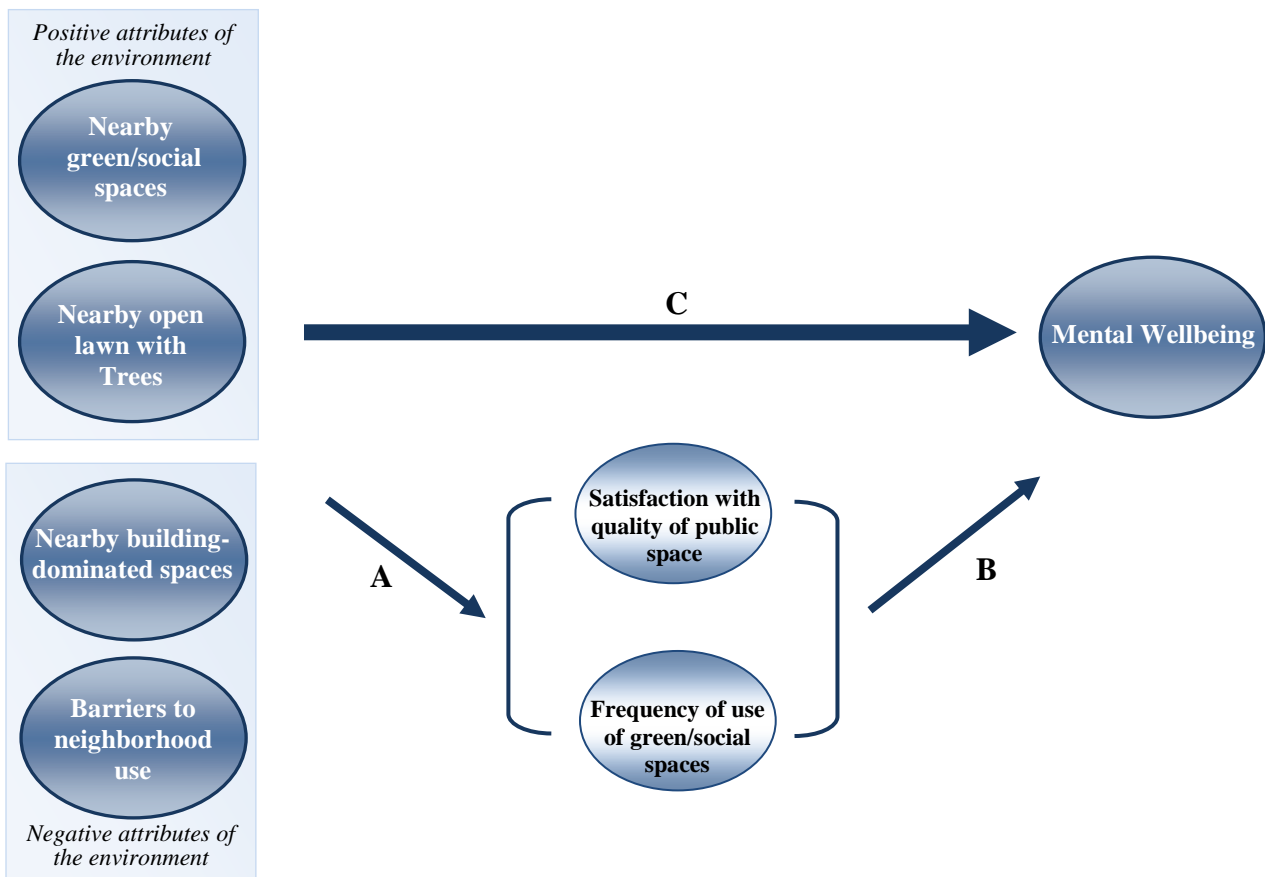 Positive attributes of
the environment
Nearby
green/social
spaces
Nearby open
lawn with
Trees
C
Mental Wellbeing
Nearby building-
dominated spaces
Barriers to
neighborhood
use
Negative attributes of
the environment
A
Satisfaction with
quality of public
space
Frequency of use
of green/social
spaces
B